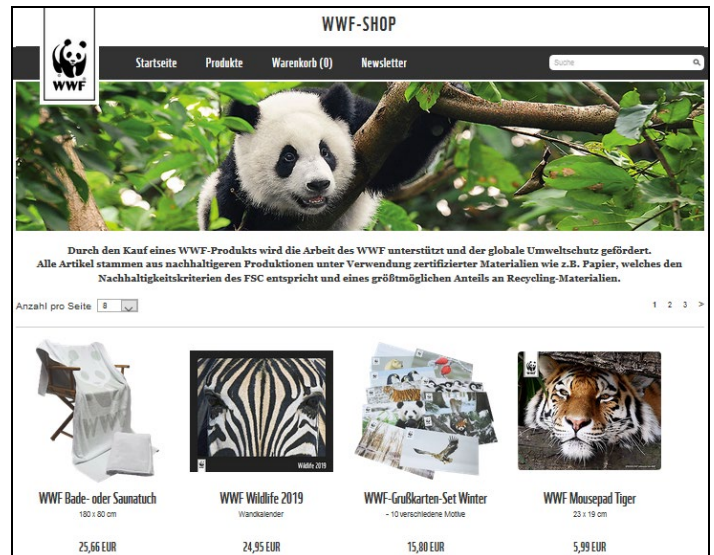 WWF-SHOP
WWF
Startseite Produkte Warenkorb (0) Newsletter Suche
Durch den Kauf eines WWF-Produkts wird die Arbeit des WWF unterstützt und der globale Umweltschutz gefördert.
Alle Artikel stammen aus nachhaltigeren Produktionen unter Verwendung zertifizierter Materialien wie z.B. Papier, welches den
Nachhaltigkeitskriterien des FSC entspricht und eines größtmöglichen Anteils an Recycling-Materialien.
Anzahl pro Seite 8 1 2 3 >
WWF
Wildlife 2019
WWF
WWF Bade- oder Saunatuch WWF Wildlife 2019 WWF-Grußkarten-Set Winter WWF Mousepad Tiger
180 x 80 cm Wandkalender - 10 verschiedene Motive 23 x 19 cm
25,66 EUR 24,95 EUR 15,80 EUR 5,99 EUR